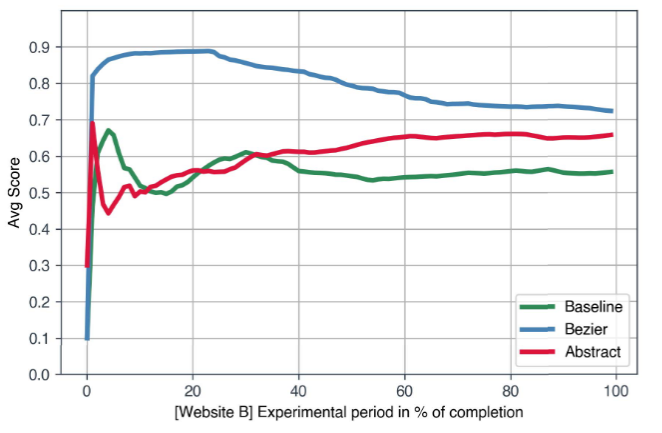 0.9
0.8
0.7
0.6
0.5
0.4
0.3
0.2
0.1
0.0
Avg Score
Baseline
Bezier
Abstract
0 20 40 60 80 100
[Website B] Experimental period in % of completion